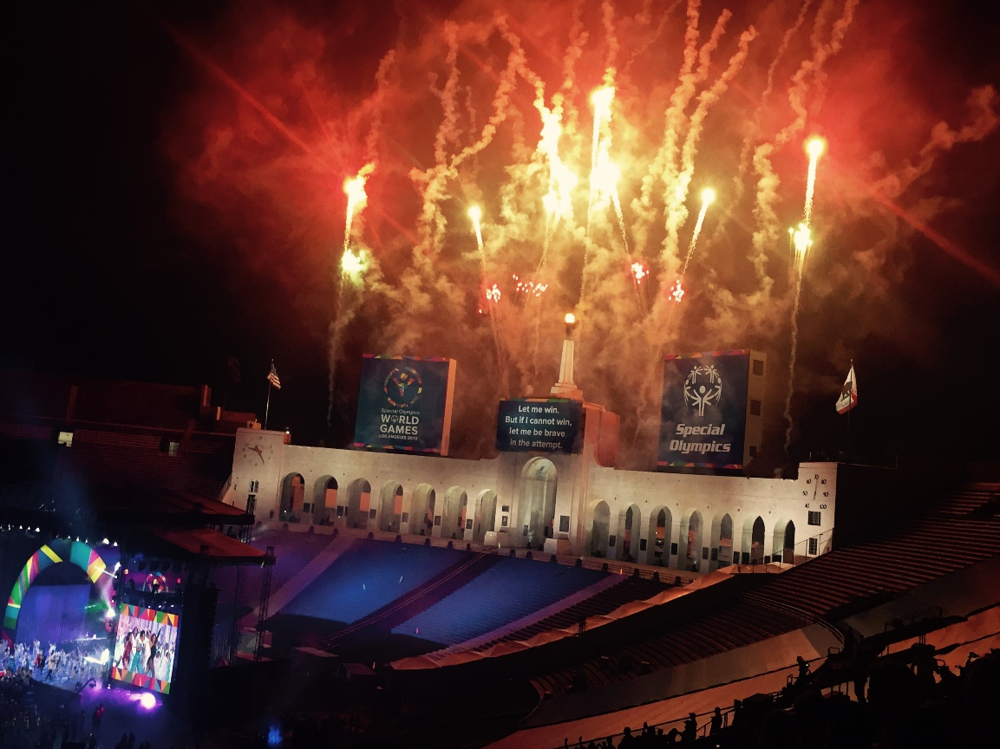 Special Olympics
WORLD
GAMES
LOS ANGELES 2015
Let me win.
But if I cannot win,
let me be brave
in the attempt.
Special
Olympics